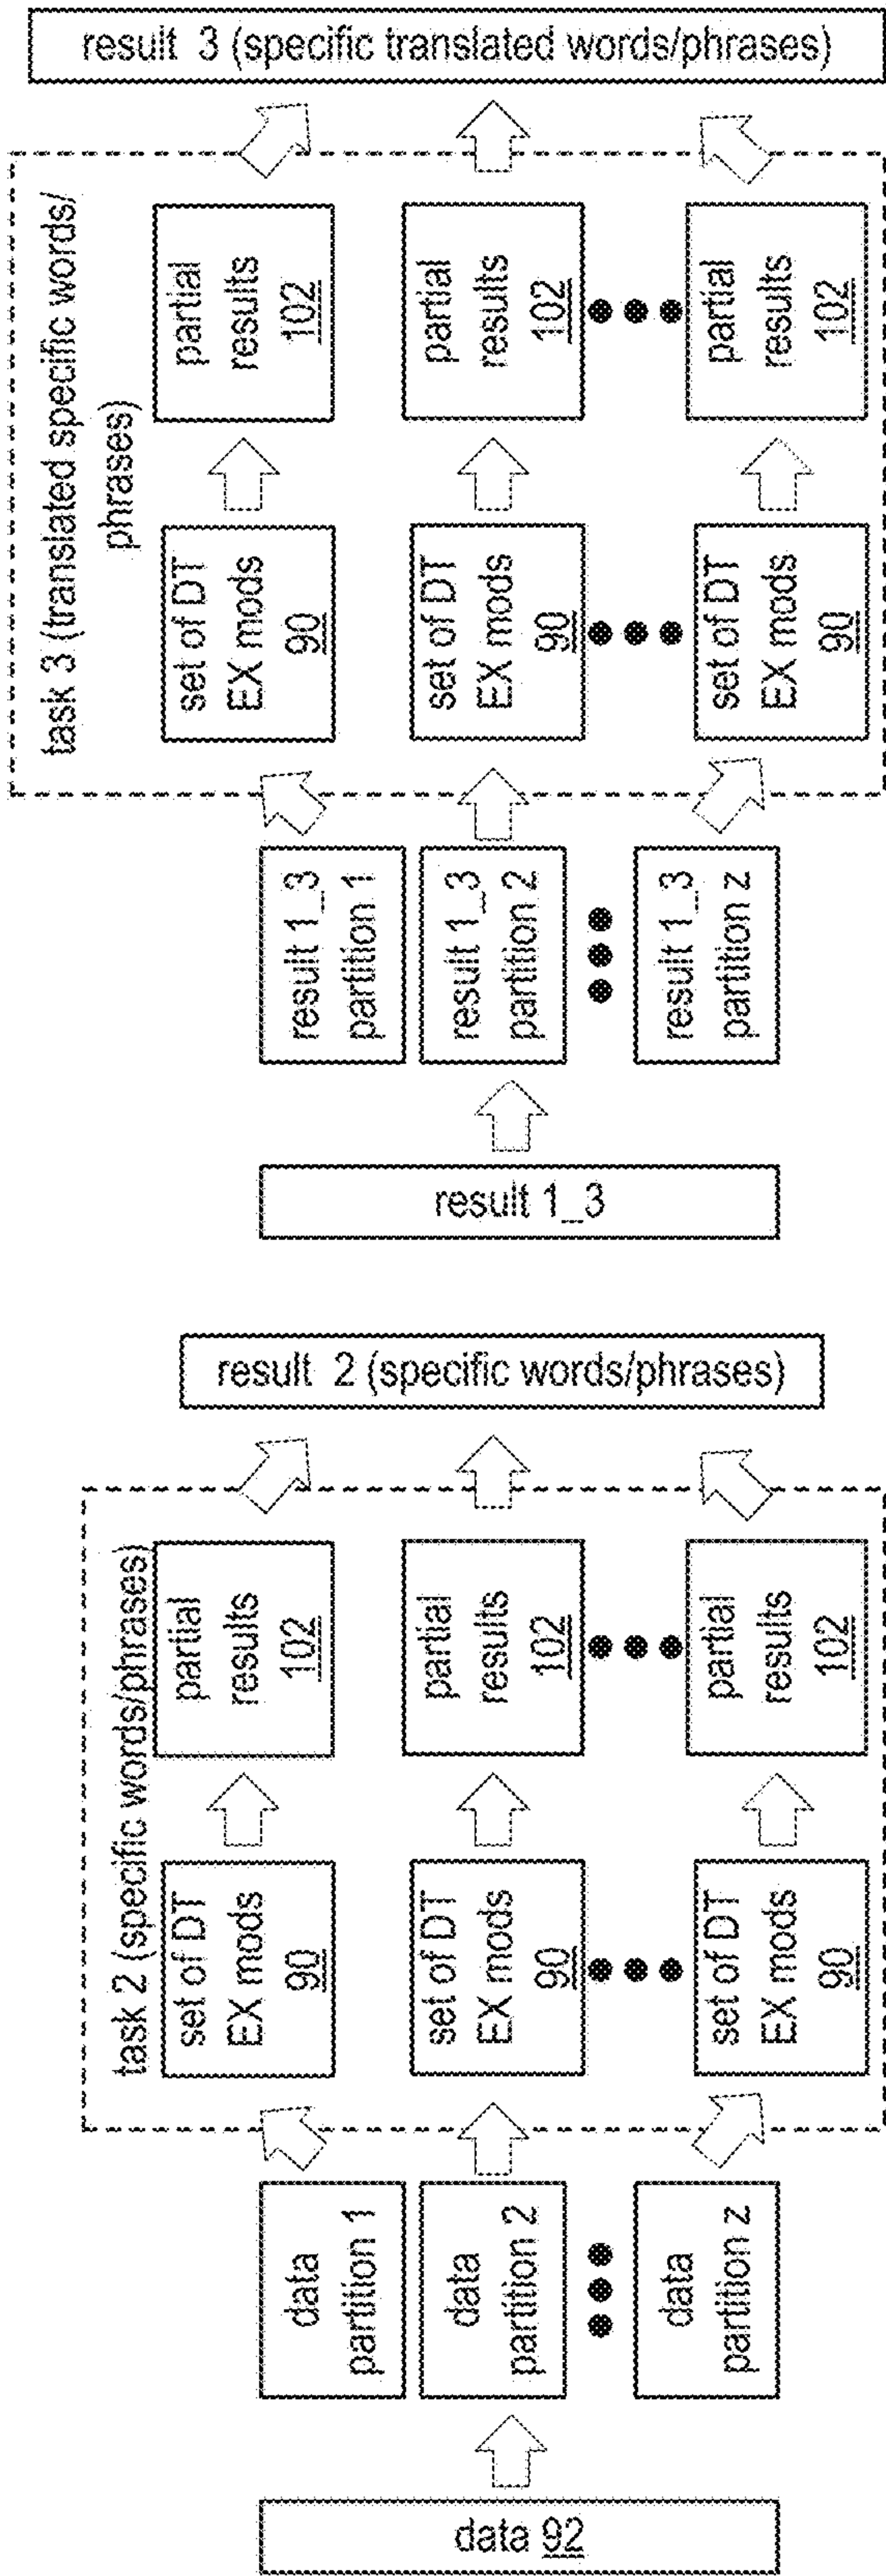 data 92
data
partition 1
data
partition 2
data
partition z
task 2 (specific words/phrases)
set of DT
EX mods
90
set of DT
EX mods
90
set of DT
EX mods
90
partial
results
102
partial
results
102
partial
results
102
result 2 (specific words/phrases)
result 1_3
result 1_3
partition 1
result 1_3
partition 2
result 1_3
partition z
task 3 (translated specific words/
phrases)
set of DT
EX mods
90
set of DT
EX mods
90
set of DT
EX mods
90
partial
results
102
partial
results
102
partial
results
102
result 3 (specific translated words/phrases)